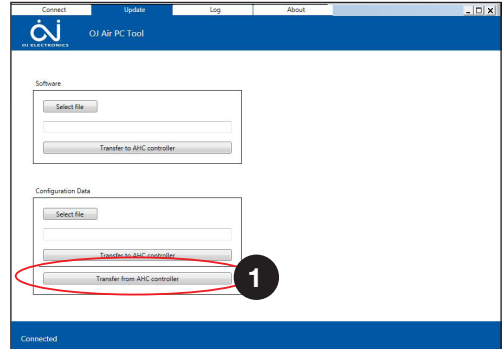 Connect Update Log About
OJ ELECTRONICS
OJ Air PC Tool
Software
Select file
Transfer to AHC controller
Configuration Data
Select file
Transfer to AHC controller
Transfer from AHC controller
1
Connected